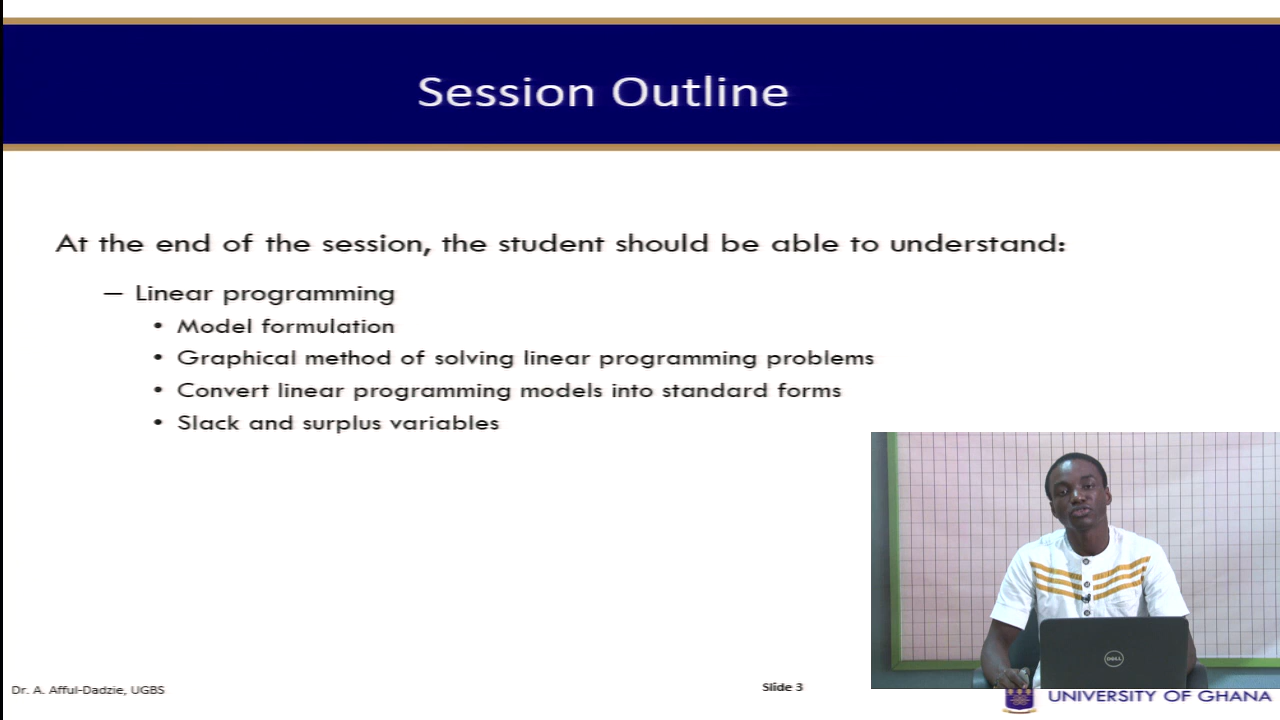 Session Outline
At the end of the session, the student should be able to understand:
— Linear programming
• Model formulation
• Graphical method of solving linear programming problems
• Convert linear programming models into standard forms
• Slack and surplus variables
DELL
Dr. A. Afful-Dadzie, UGBS
Slide 3
UNIVERSITY OF GHANA